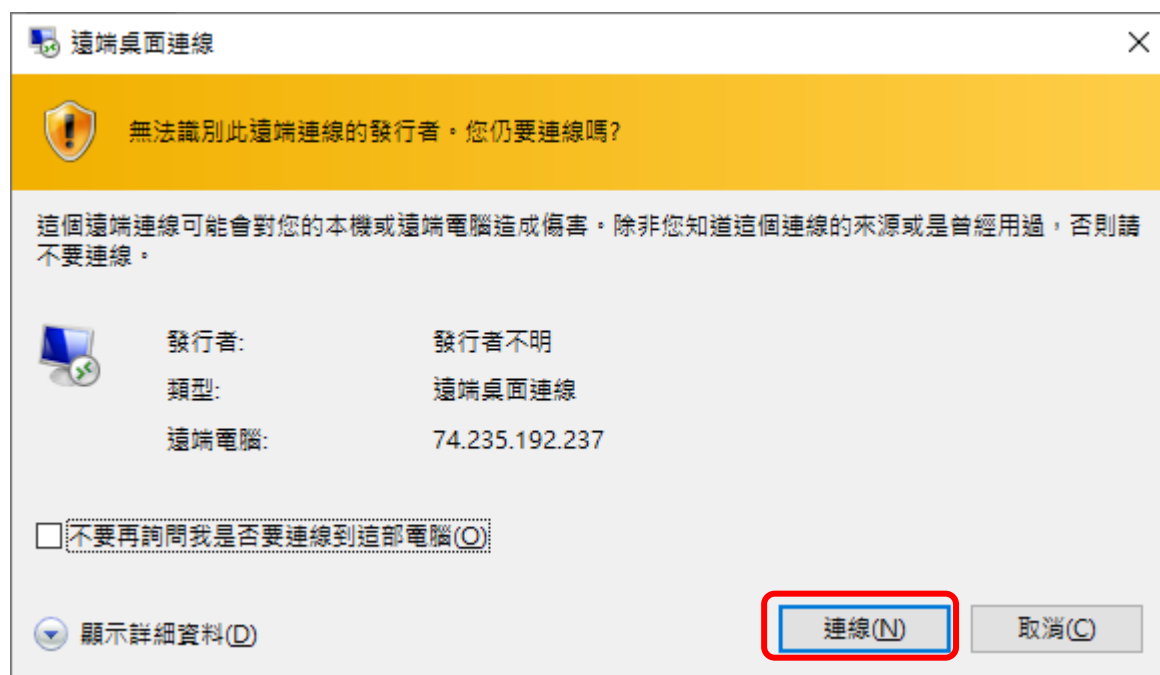 遠端桌面連線
無法識別此遠端連線的發行者。您仍要連線嗎?
這個遠端連線可能會對您的本機或遠端電腦造成傷害。除非您知道這個連線的來源或是曾經用過，否則請
不要連線。
發行者: 發行者不明
類型: 遠端桌面連線
遠端電腦: 74.235.192.237
不要再詢問我是否要連線到這部電腦(O)
顯示詳細資料(D) 連線(N) 取消(C)